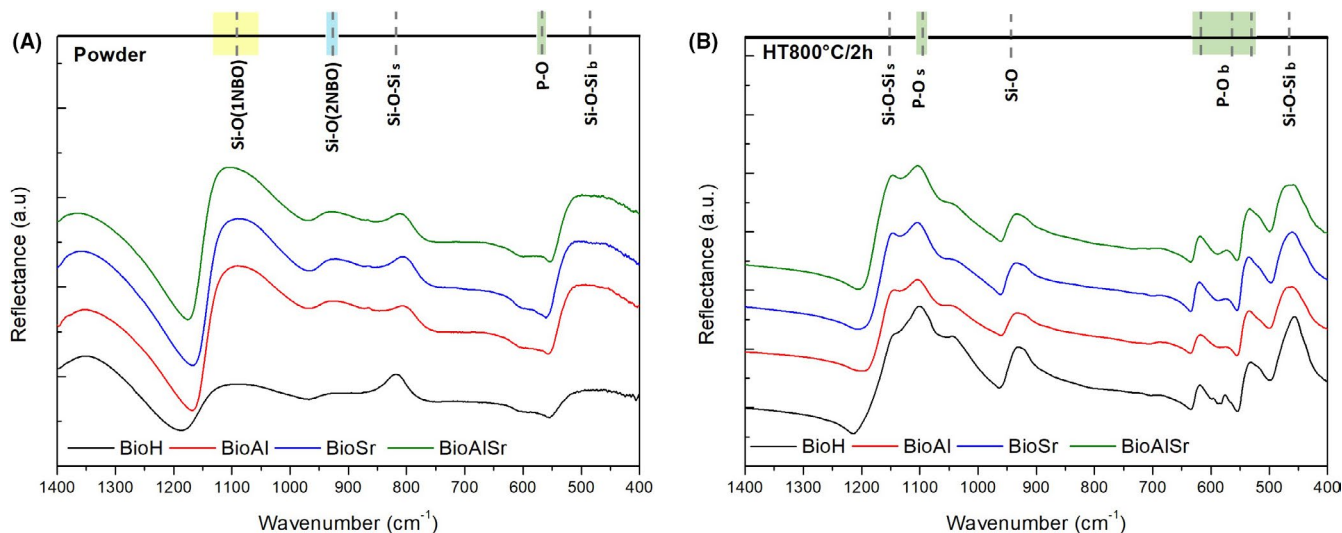 (A)
Powder
Si-O(1NBO)
Si-O(2NBO)
Si-O-Si s
P-O
Si-O-Si b
Reflectance (a.u)
BioH
BioAl
BioSr
BioAlSr
1400 1300 1200 1100 1000 900 800 700 600 500 400
Wavenumber (cm⁻¹)
(B)
HT800°C/2h
Si-O-Si s
P-O s
Si-O
P-O b
Si-O-Si b
Reflectance (a.u.)
BioH
BioAl
BioSr
BioAlSr
1400 1300 1200 1100 1000 900 800 700 600 500 400
Wavenumber (cm⁻¹)